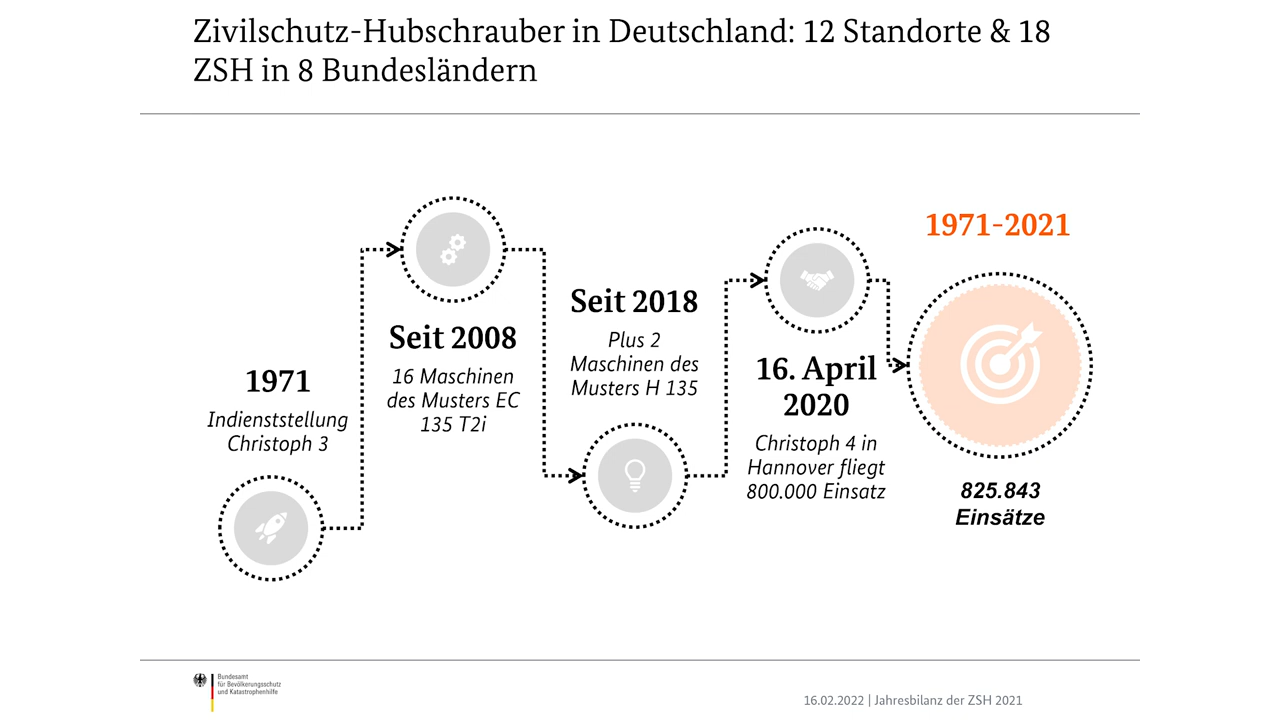 Zivilschutz-Hubschrauber in Deutschland: 12 Standorte & 18
ZSH in 8 Bundesländern
1971
Indienststellung
Christoph 3
Seit 2008
16 Maschinen
des Musters EC
135 T2i
Seit 2018
Plus 2
Maschinen des
Musters H 135
16. April
2020
Christoph 4 in
Hannover fliegt
800.000 Einsatz
1971-2021
825.843
Einsätze
Bundesamt
für Bevölkerungsschutz
und Katastrophenhilfe
16.02.2022 | Jahresbilanz der ZSH 2021